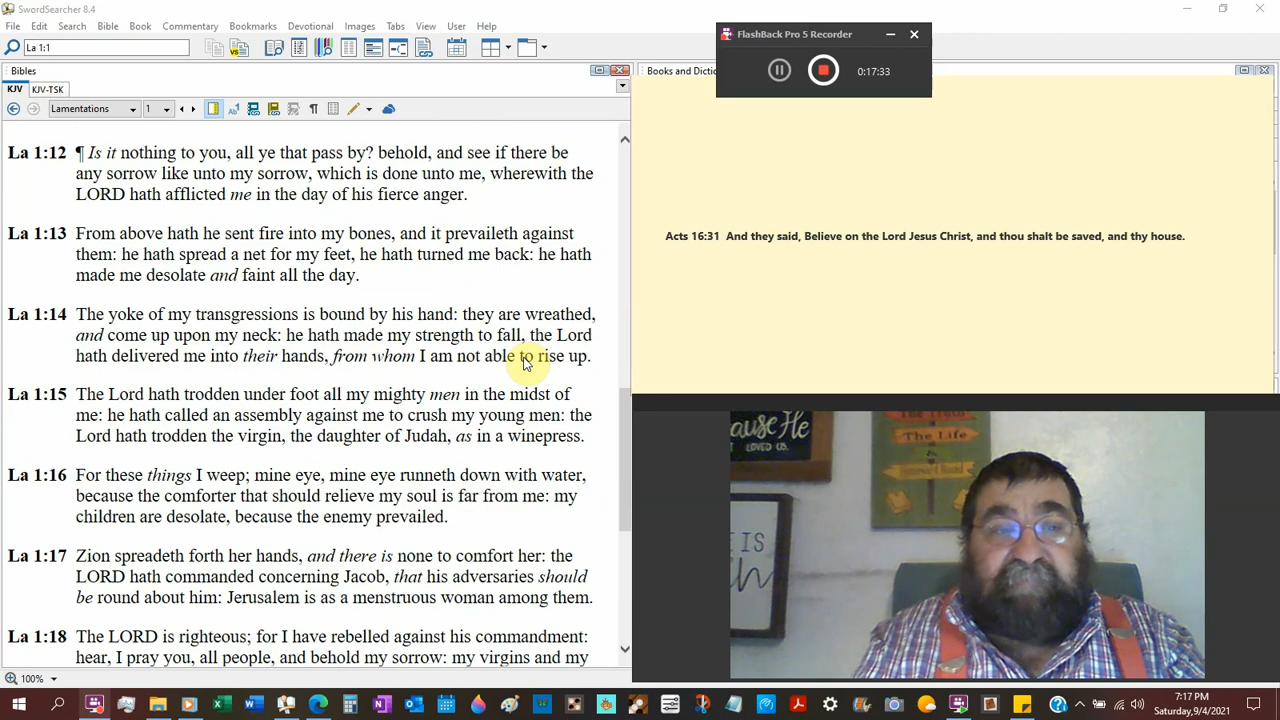 SwordSearcher 8.4
File Edit Search Bible Book Commentary Bookmarks Devotional Images Tabs View User Help
La 1:1
FlashBack Pro 5 Recorder
0:17:33
Bibles
Books and Dictio
KJV KJV-TSK
Lamentations 1
La 1:12 ¶ Is it nothing to you, all ye that pass by? behold, and see if there be
any sorrow like unto my sorrow, which is done unto me, wherewith the
LORD hath afflicted me in the day of his fierce anger.
La 1:13 From above hath he sent fire into my bones, and it prevaileth against
them: he hath spread a net for my feet, he hath turned me back: he hath
made me desolate and faint all the day.
La 1:14 The yoke of my transgressions is bound by his hand: they are wreathed,
and come up upon my neck: he hath made my strength to fall, the Lord
hath delivered me into their hands, from whom I am not able to rise up.
La 1:15 The Lord hath trodden under foot all my mighty men in the midst of
me: he hath called an assembly against me to crush my young men: the
Lord hath trodden the virgin, the daughter of Judah, as in a winepress.
La 1:16 For these things I weep; mine eye, mine eye runneth down with water,
because the comforter that should relieve my soul is far from me: my
children are desolate, because the enemy prevailed.
La 1:17 Zion spreadeth forth her hands, and there is none to comfort her: the
LORD hath commanded concerning Jacob, that his adversaries should
be round about him: Jerusalem is as a menstruous woman among them.
La 1:18 The LORD is righteous; for I have rebelled against his commandment:
hear, I pray you, all people, and behold my sorrow: my virgins and my
100%
Acts 16:31 And they said, Believe on the Lord Jesus Christ, and thou shalt be saved, and thy house.
ause He
LOVED US.
The Truth
The Life
E IS
7:17 PM
Saturday, 9/4/2021